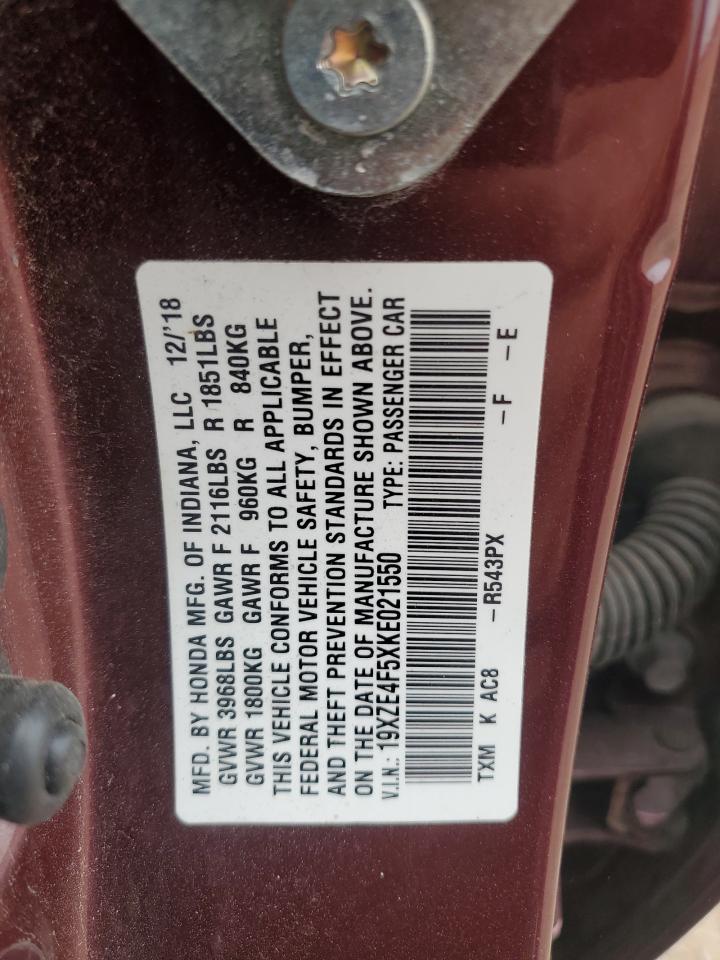 MFD. BY HONDA MFG. OF INDIANA, LLC 12/'18
GVWR 3968LBS GAWR F 2116LBS R 1851LBS
GVWR 1800KG GAWR F 960KG R 840KG
THIS VEHICLE CONFORMS TO ALL APPLICABLE
FEDERAL MOTOR VEHICLE SAFETY, BUMPER,
AND THEFT PREVENTION STANDARDS IN EFFECT
ON THE DATE OF MANUFACTURE SHOWN ABOVE.
V.I.N.: 19XZE4F5XKE021550 TYPE: PASSENGER CAR
TXM K AC8 -R543PX -F -E